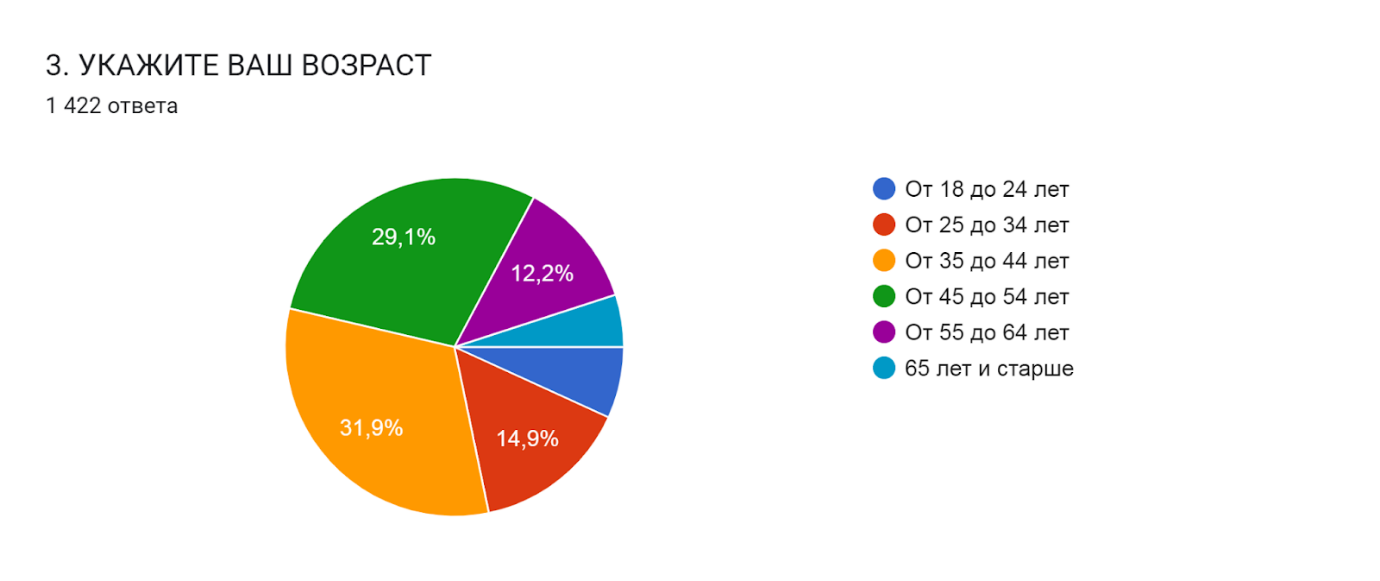 3. УКАЖИТЕ ВАШ ВОЗРАСТ
1 422 ответа
29,1%
12,2%
31,9%
14,9%
От 18 до 24 лет
От 25 до 34 лет
От 35 до 44 лет
От 45 до 54 лет
От 55 до 64 лет
65 лет и старше